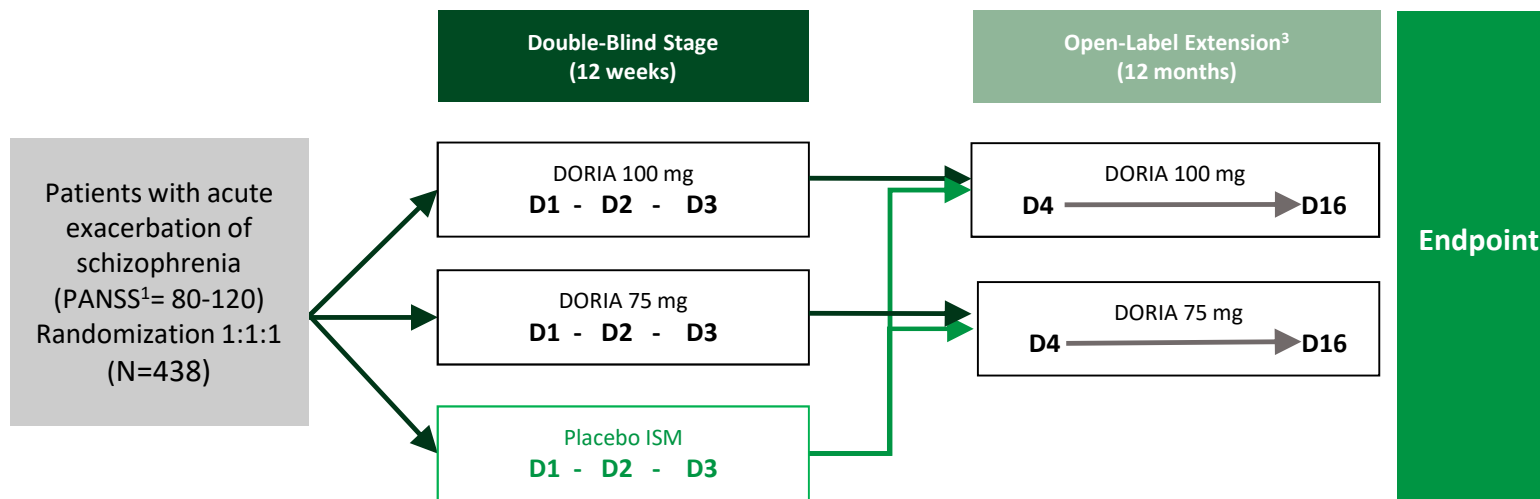 Double-Blind Stage
(12 weeks)
Open-Label Extension³
(12 months)
Patients with acute
exacerbation of
schizophrenia
(PANSS¹= 80-120)
Randomization 1:1:1
(N=438)
DORIA 100 mg
D1 - D2 - D3
DORIA 100 mg
D4 D16
DORIA 75 mg
D1 - D2 - D3
DORIA 75 mg
D4 D16
Placebo ISM
D1 - D2 - D3
Endpoint